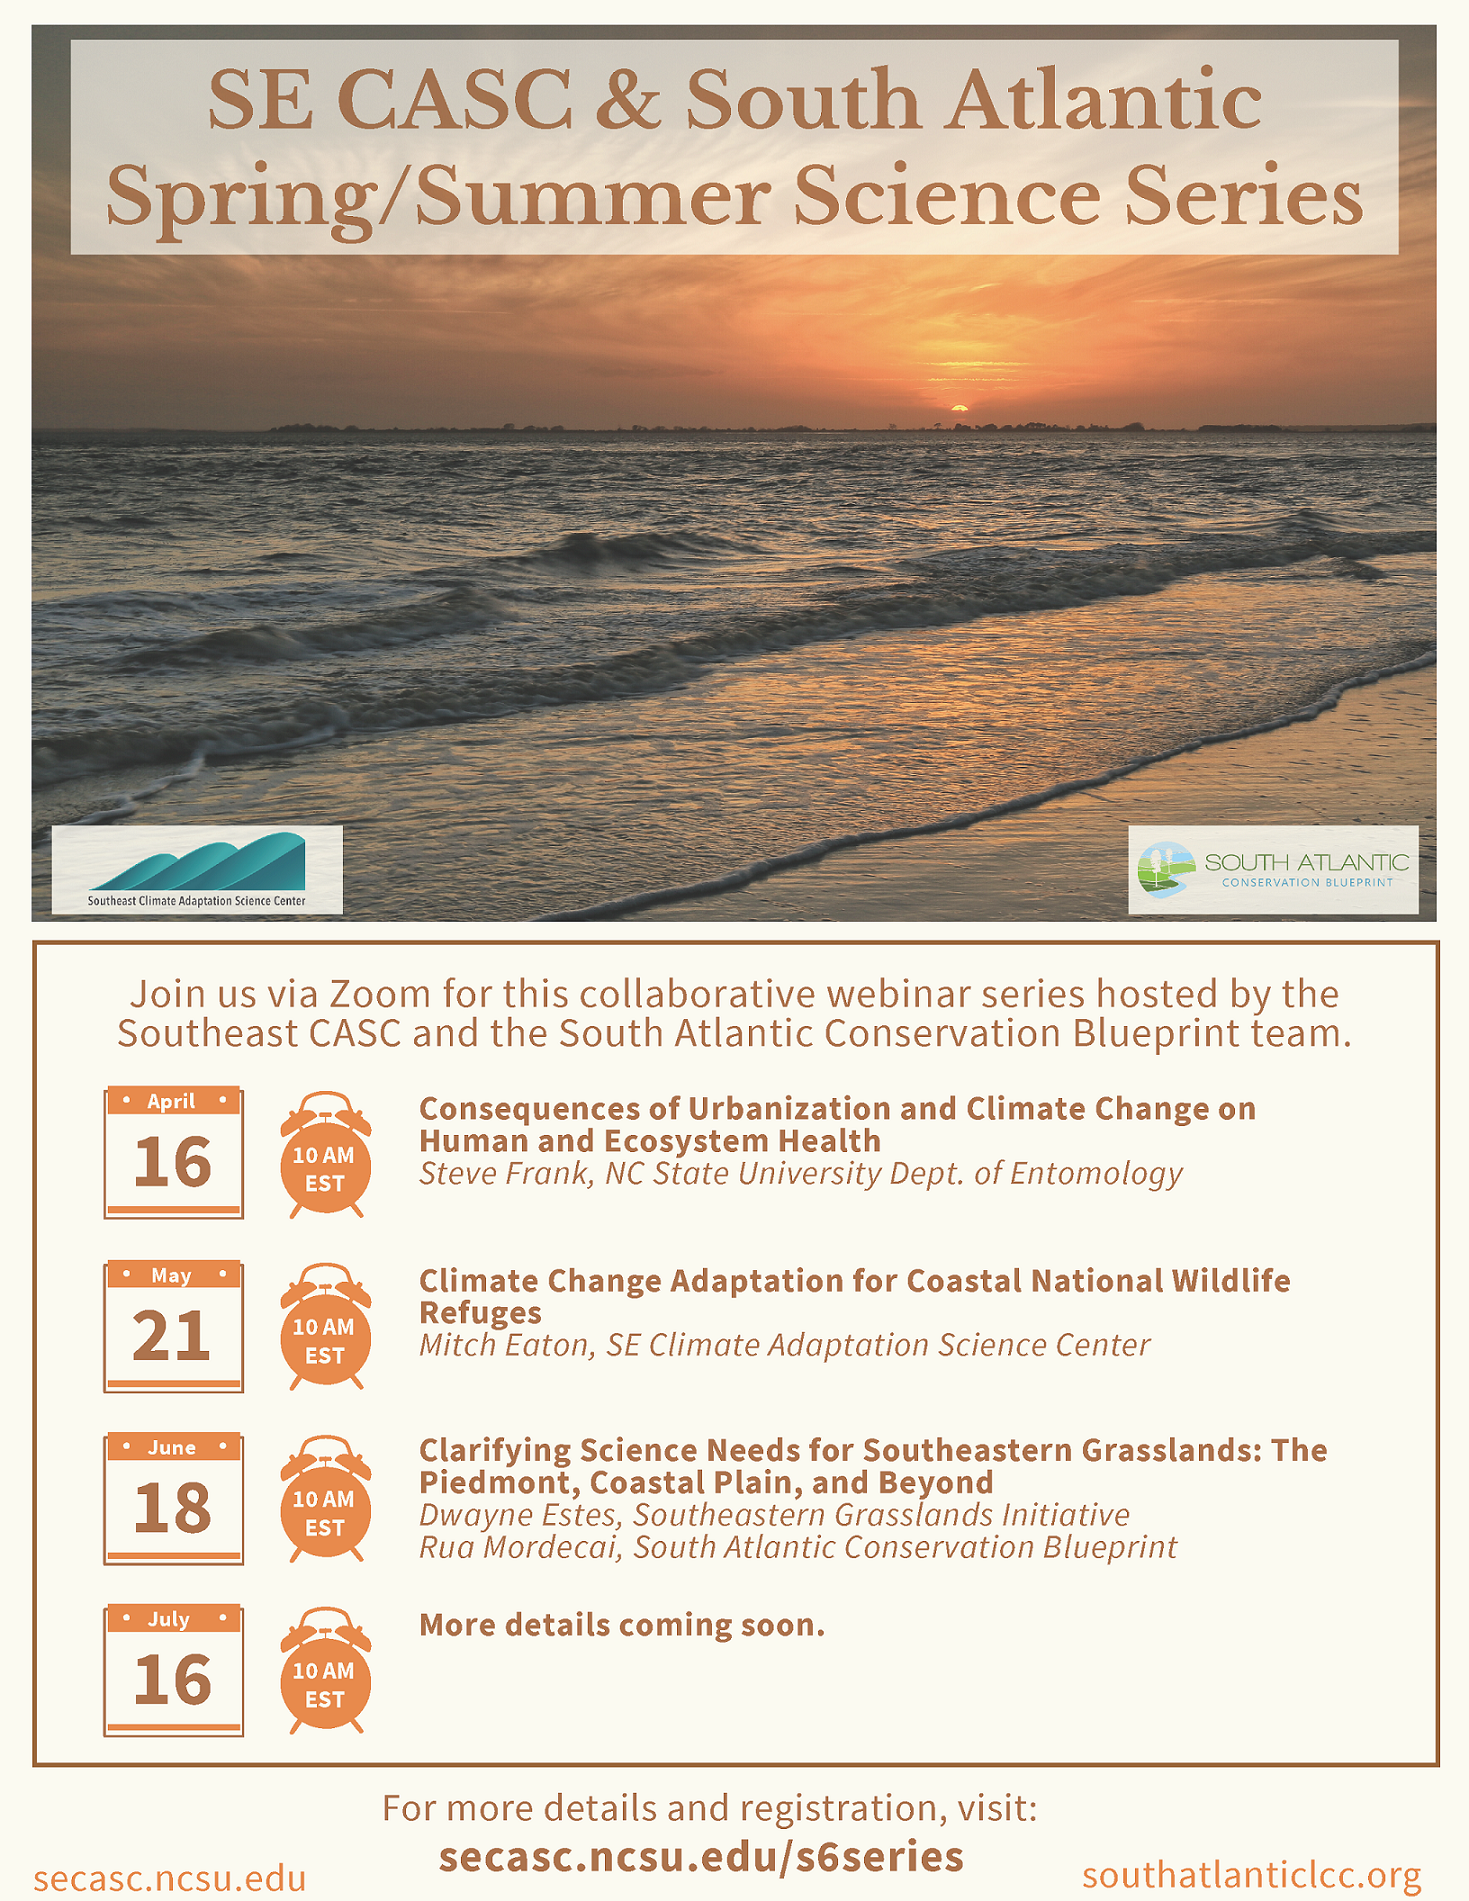 SE CASC & South Atlantic
Spring/Summer Science Series
Southeast Climate Adaptation Science Center
SOUTH ATLANTIC
CONSERVATION BLUEPRINT
Join us via Zoom for this collaborative webinar series hosted by the
Southeast CASC and the South Atlantic Conservation Blueprint team.
April
16
10 AM
EST
Consequences of Urbanization and Climate Change on
Human and Ecosystem Health
Steve Frank, NC State University Dept. of Entomology
May
21
10 AM
EST
Climate Change Adaptation for Coastal National Wildlife
Refuges
Mitch Eaton, SE Climate Adaptation Science Center
June
18
10 AM
EST
Clarifying Science Needs for Southeastern Grasslands: The
Piedmont, Coastal Plain, and Beyond
Dwayne Estes, Southeastern Grasslands Initiative
Rua Mordecai, South Atlantic Conservation Blueprint
July
16
10 AM
EST
More details coming soon.
For more details and registration, visit:
secasc.ncsu.edu/s6series
secasc.ncsu.edu
southatlanticlcc.org